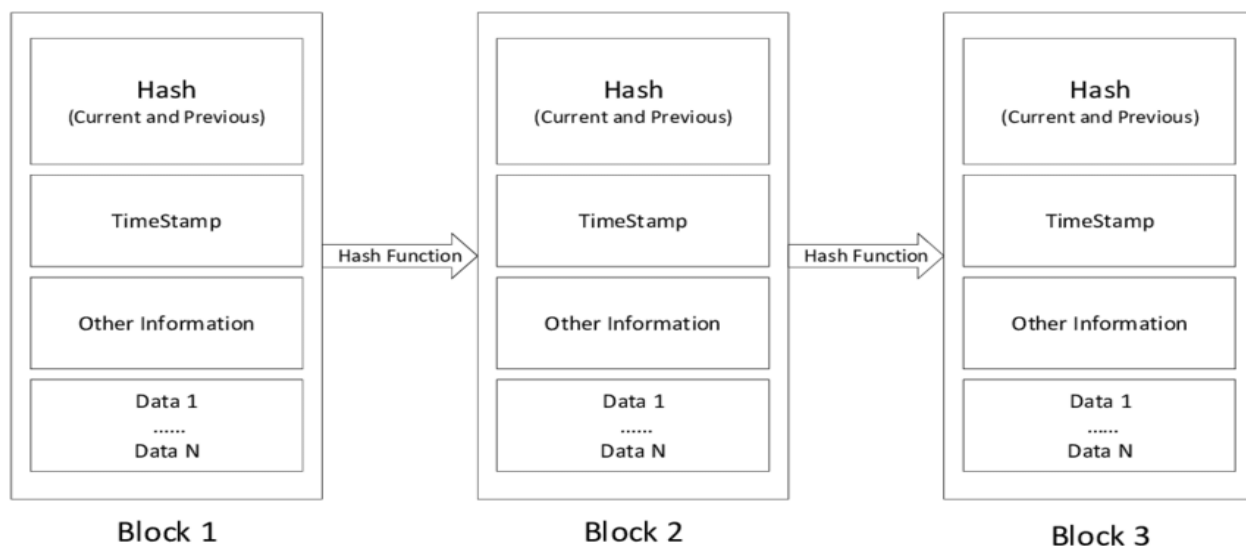 Hash
(Current and Previous)
TimeStamp
Other Information
Data 1
......
Data N
Block 1
Hash Function
Hash
(Current and Previous)
TimeStamp
Other Information
Data 1
......
Data N
Block 2
Hash Function
Hash
(Current and Previous)
TimeStamp
Other Information
Data 1
......
Data N
Block 3